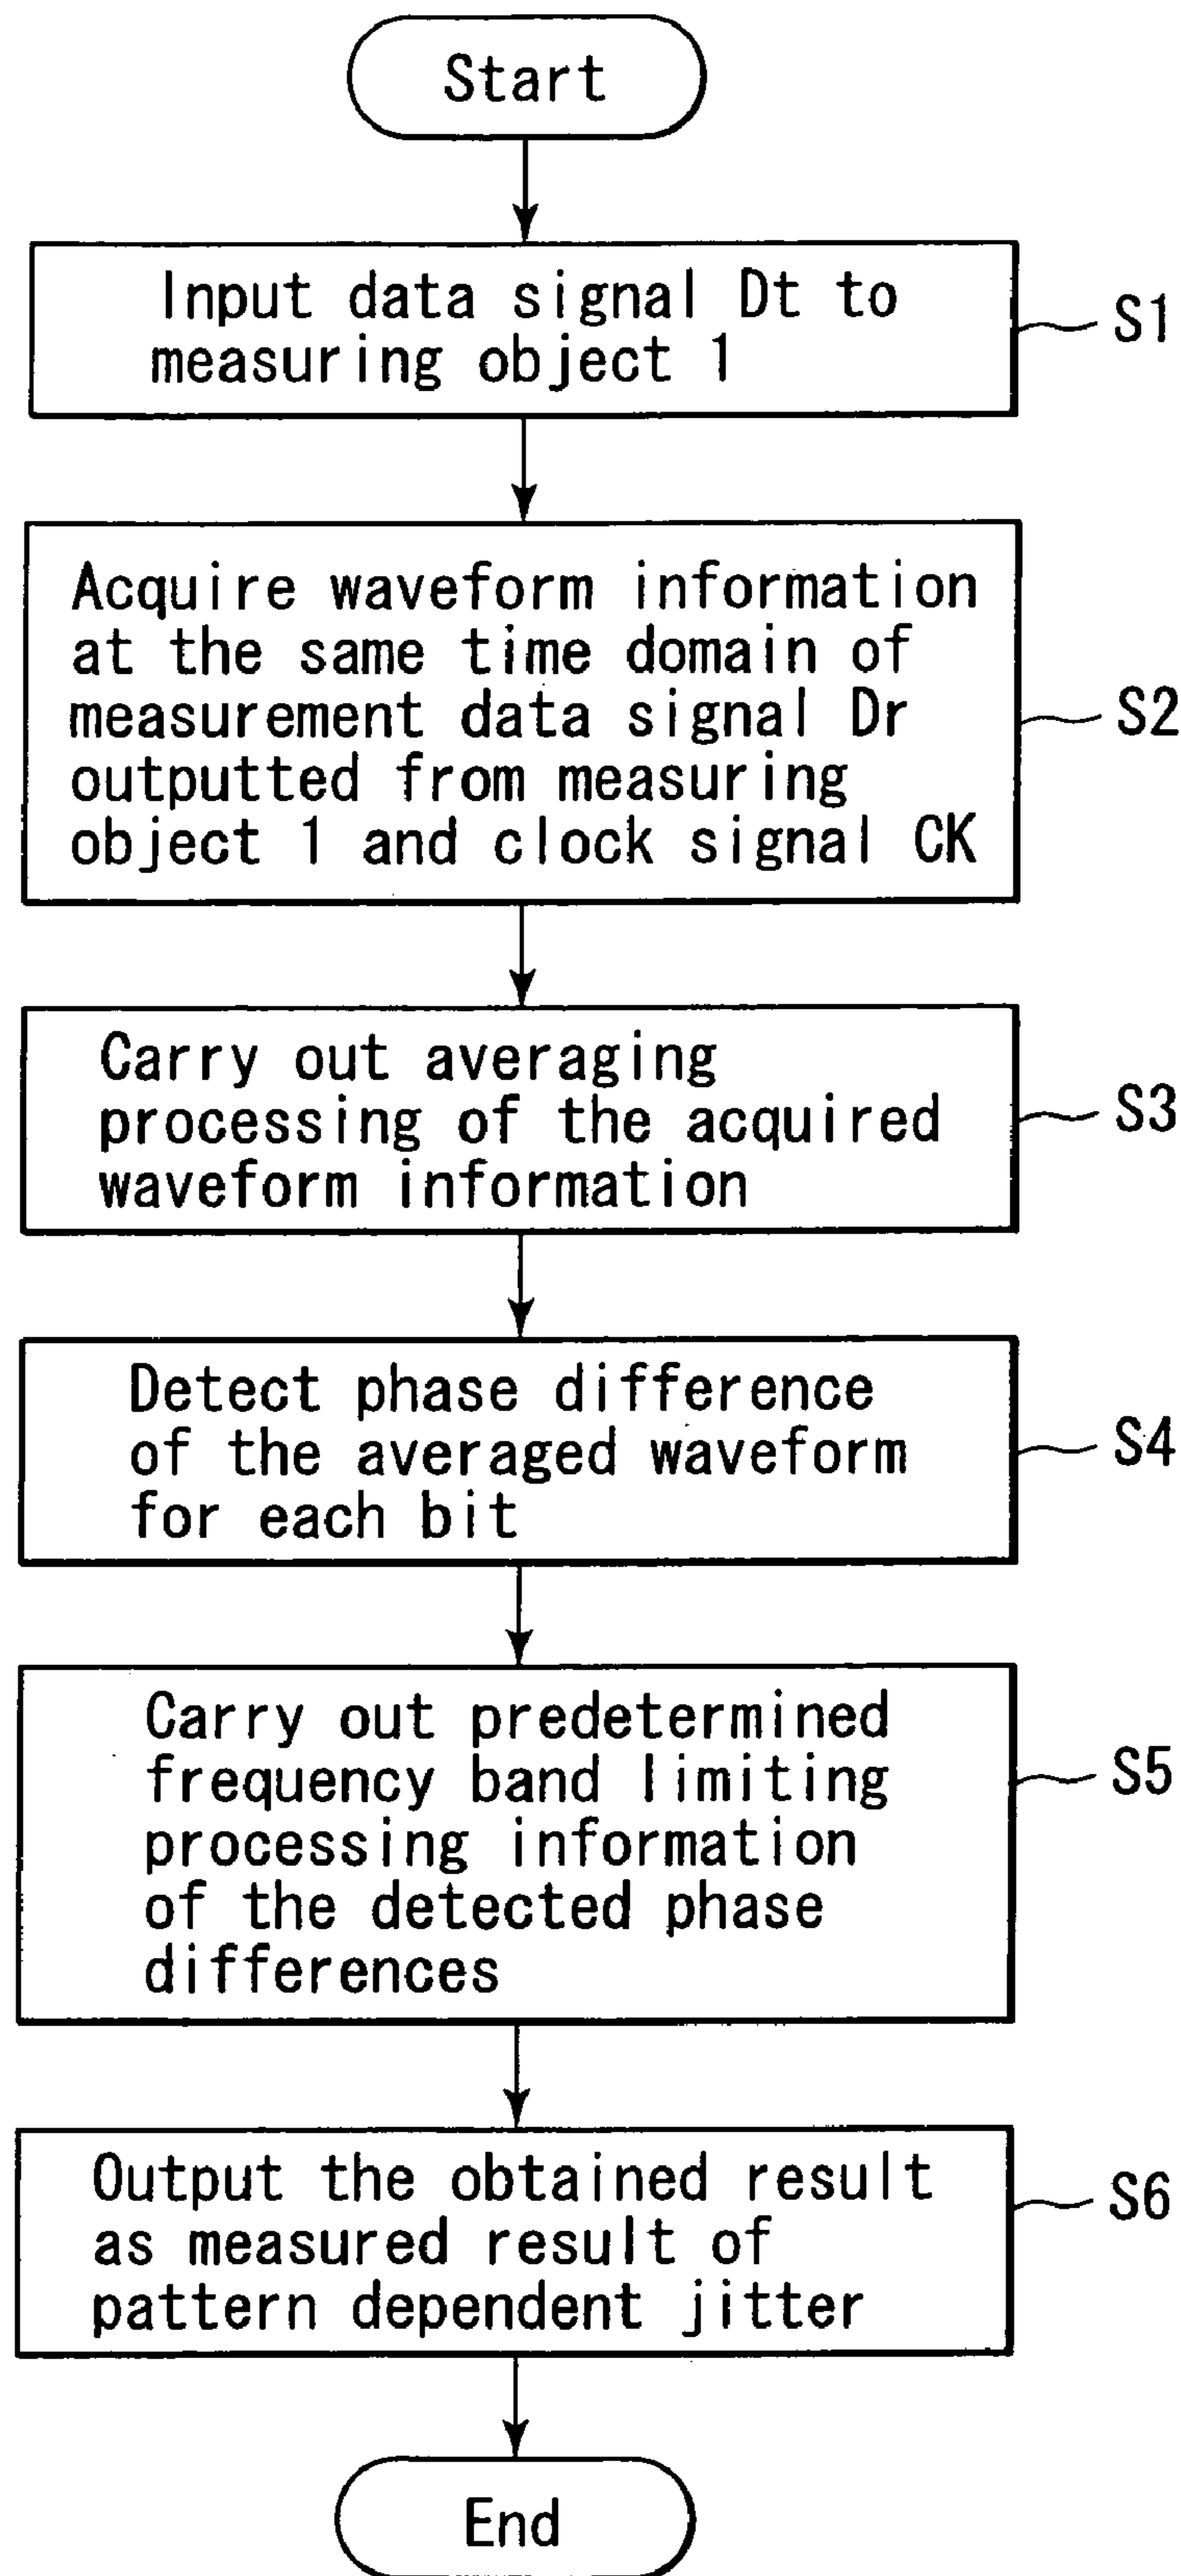 Start
Input data signal Dt to
measuring object 1
S1
Acquire waveform information
at the same time domain of
measurement data signal Dr
outputted from measuring
object 1 and clock signal CK
S2
Carry out averaging
processing of the acquired
waveform information
S3
Detect phase difference
of the averaged waveform
for each bit
S4
Carry out predetermined
frequency band limiting
processing information
of the detected phase
differences
S5
Output the obtained result
as measured result of
pattern dependent jitter
S6
End